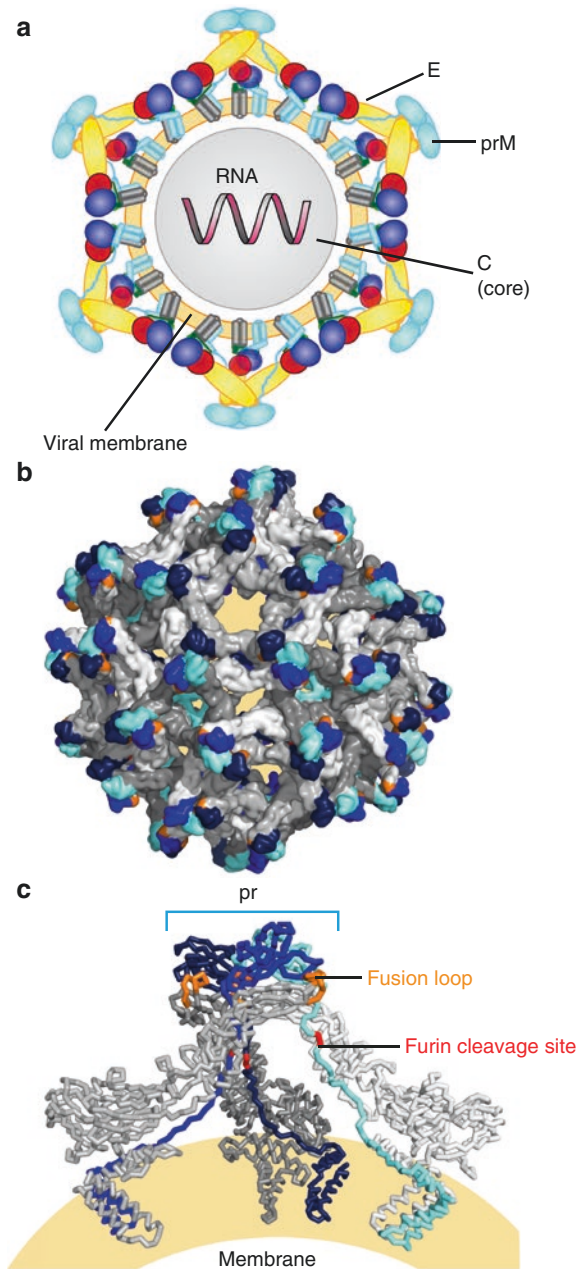 a
E
prM
RNA
C
(core)
Viral membrane
b
c
pr
Fusion loop
Furin cleavage site
Membrane